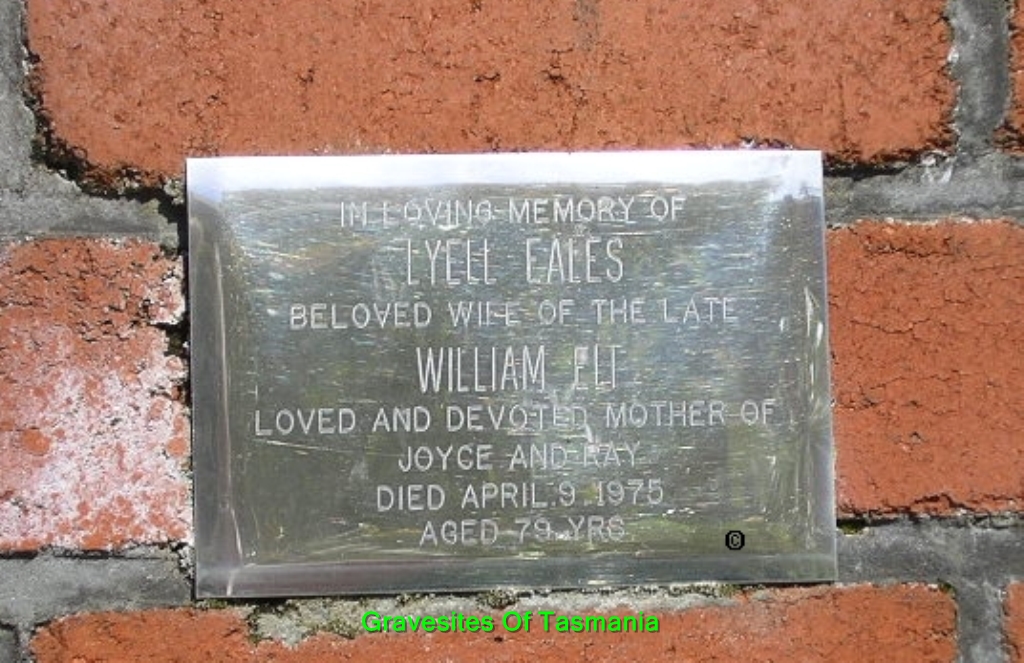 IN LOVING MEMORY OF
LYELL EALES
BELOVED WIFE OF THE LATE
WILLIAM ELI
LOVED AND DEVOTED MOTHER OF
JOYCE AND RAY
DIED APRIL 9 1975
AGED 79 YRS
©
Gravesites Of Tasmania